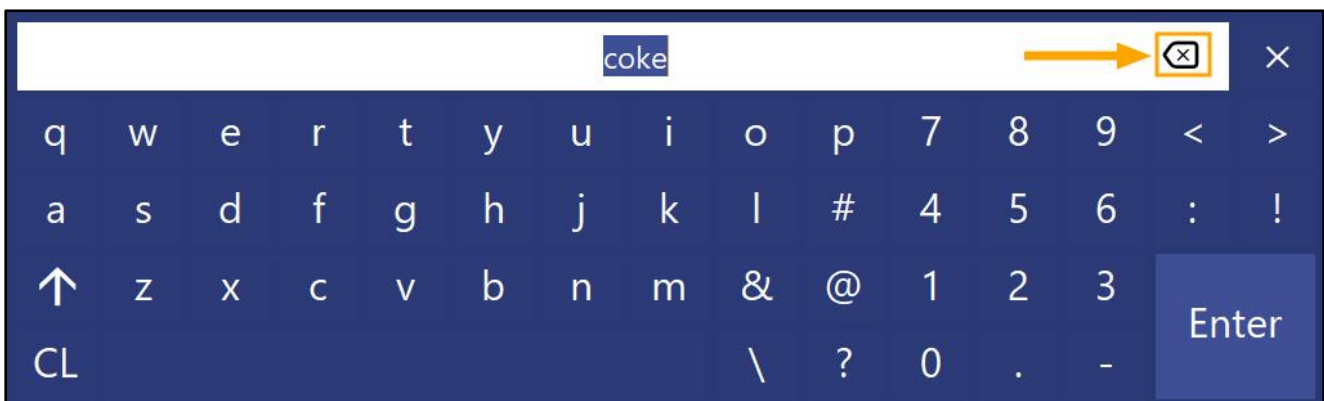 coke
q w e r t y u i o p 7 8 9 < >
a s d f g h j k l # 4 5 6 : !
z x c v b n m & @ 1 2 3
Enter
CL \ ? 0 . -